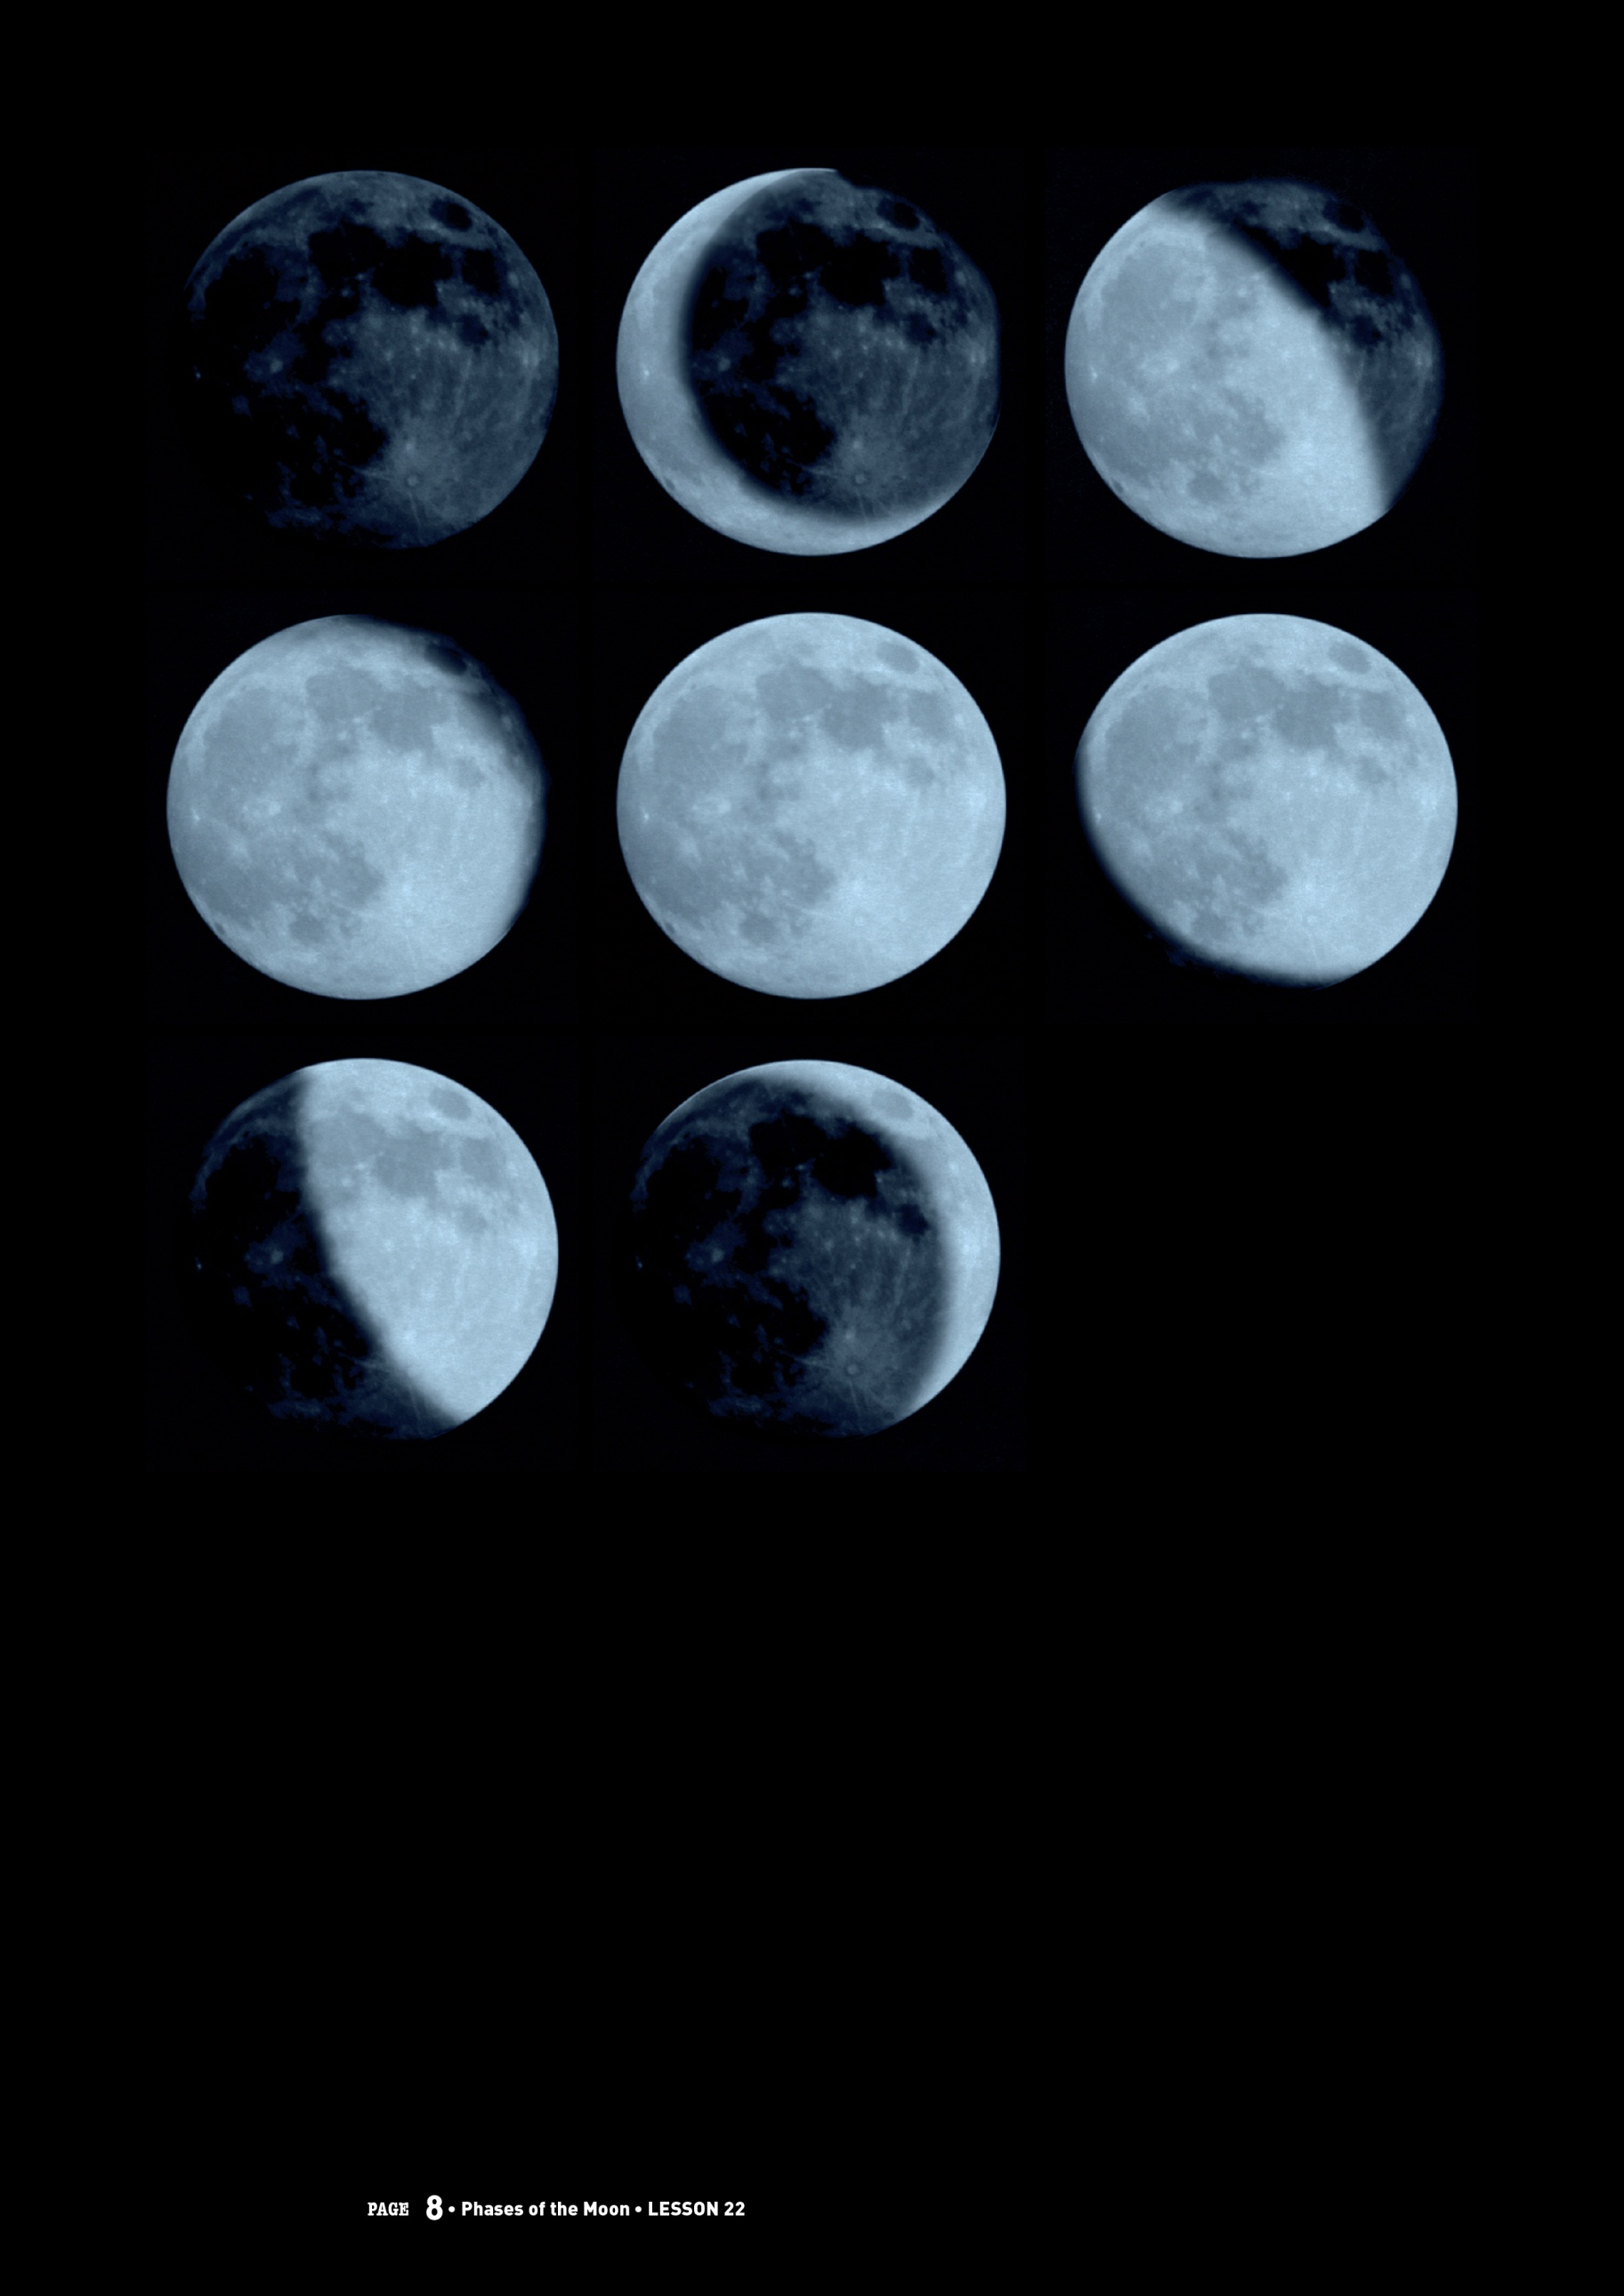 PAGE 8 • Phases of the Moon • LESSON 22